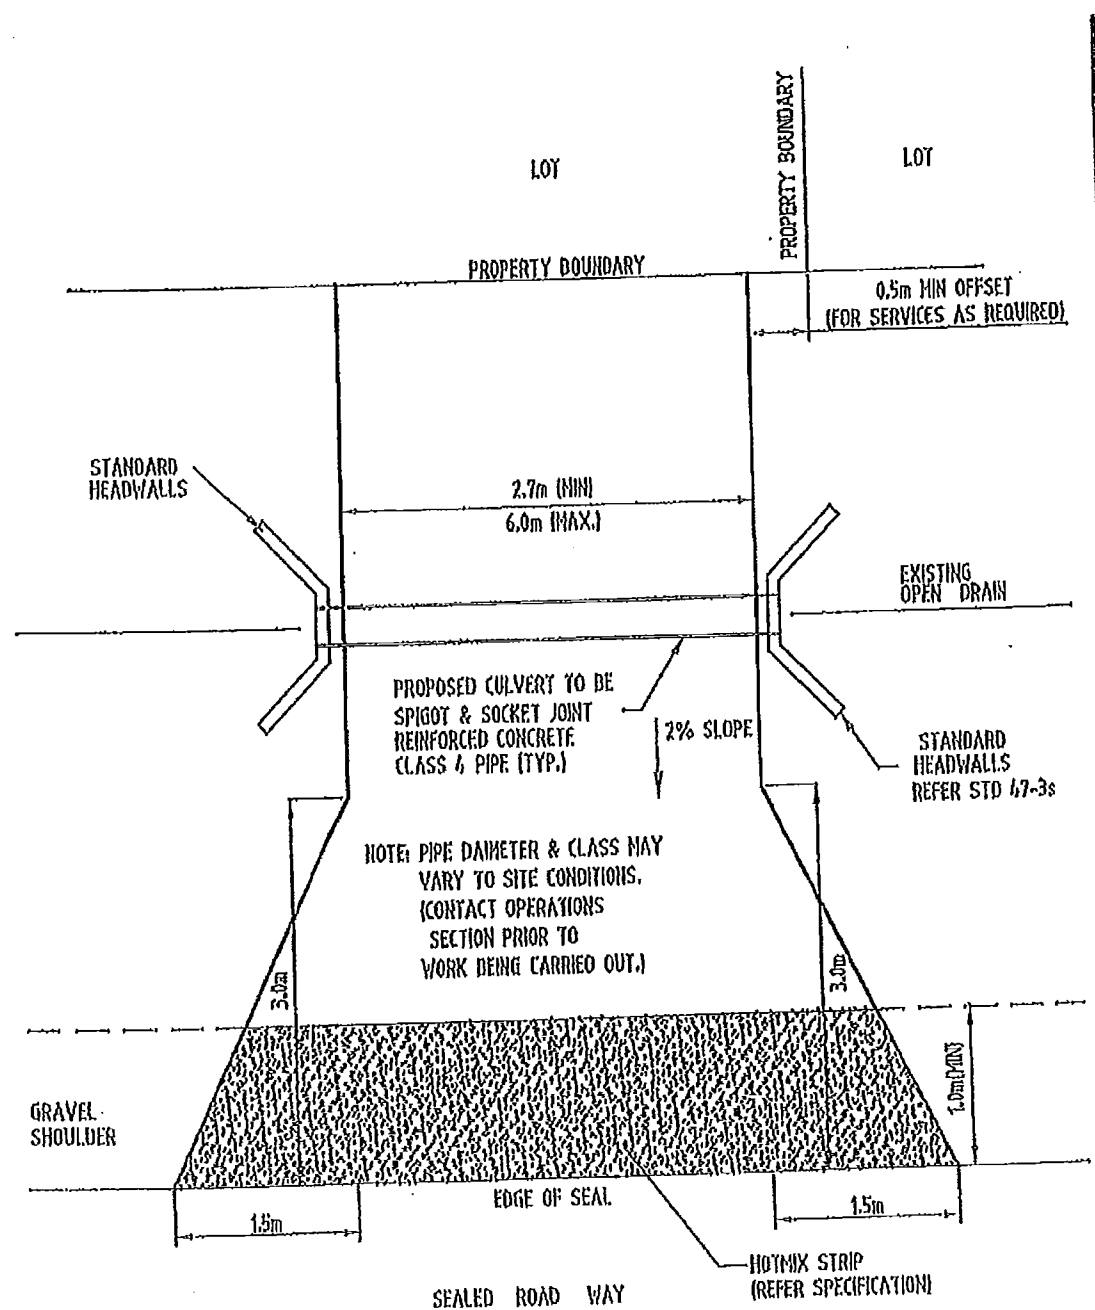 LOT
PROPERTY BOUNDARY
LOT
PROPERTY BOUNDARY
0.5m MIN OFFSET
(FOR SERVICES AS REQUIRED)
STANDARD
HEADWALLS
2.7m (MIN)
6.0m (MAX.)
EXISTING
OPEN DRAIN
PROPOSED CULVERT TO BE
SPIGOT & SOCKET JOINT
REINFORCED CONCRETE
CLASS 4 PIPE (TYP.)
2% SLOPE
STANDARD
HEADWALLS
REFER STD 47-3s
NOTE: PIPE DAIMETER & CLASS MAY
VARY TO SITE CONDITIONS.
(CONTACT OPERATIONS
SECTION PRIOR TO
WORK BEING CARRIED OUT.)
3.0m
3.0m
1.0m(MIN)
GRAVEL
SHOULDER
EDGE OF SEAL
1.5m
1.5m
HOTMIX STRIP
(REFER SPECIFICATION)
SEALED ROAD WAY